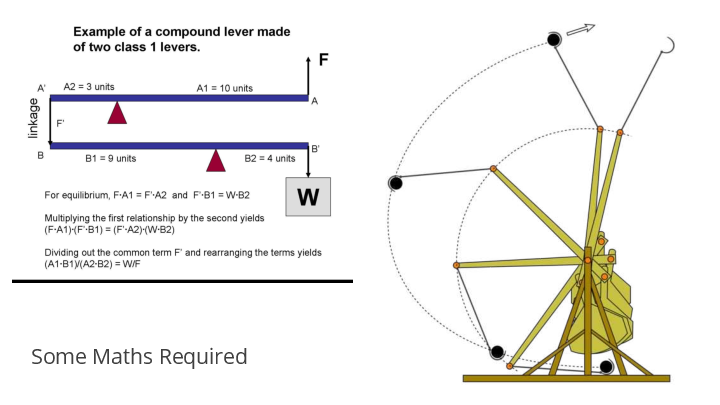 Example of a compound lever made
of two class 1 levers.
F
A' A2 = 3 units A1 = 10 units
A
linkage
F'
B'
B B1 = 9 units B2 = 4 units
W
For equilibrium, F·A1 = F'·A2 and F'·B1 = W·B2
Multiplying the first relationship by the second yields
(F·A1)·(F'·B1) = (F'·A2)·(W·B2)
Dividing out the common term F' and rearranging the terms yields
(A1·B1)/(A2·B2) = W/F
Some Maths Required